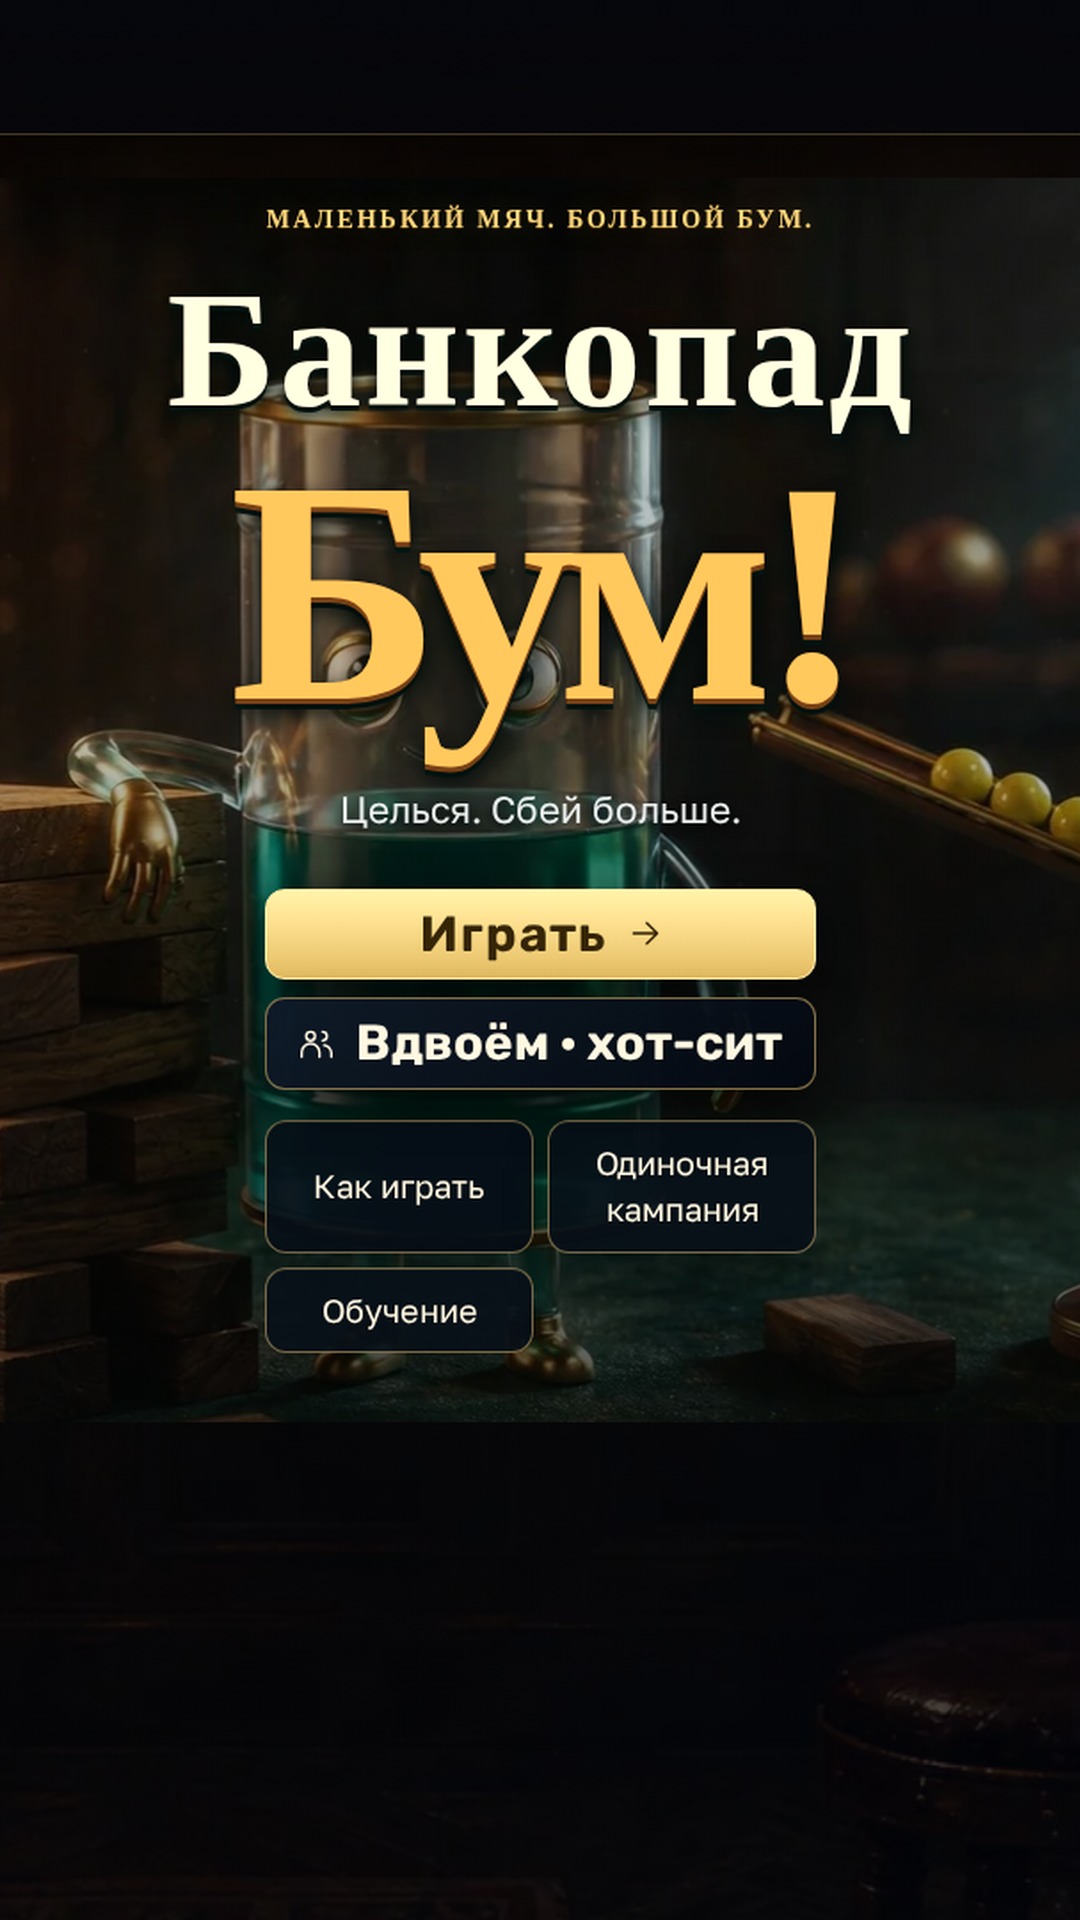 МАЛЕНЬКИЙ МЯЧ. БОЛЬШОЙ БУМ.
Банкопад
Бум!
Целься. Сбей больше.
Играть →
Вдвоём • хот-сит
Как играть
Одиночная
кампания
Обучение